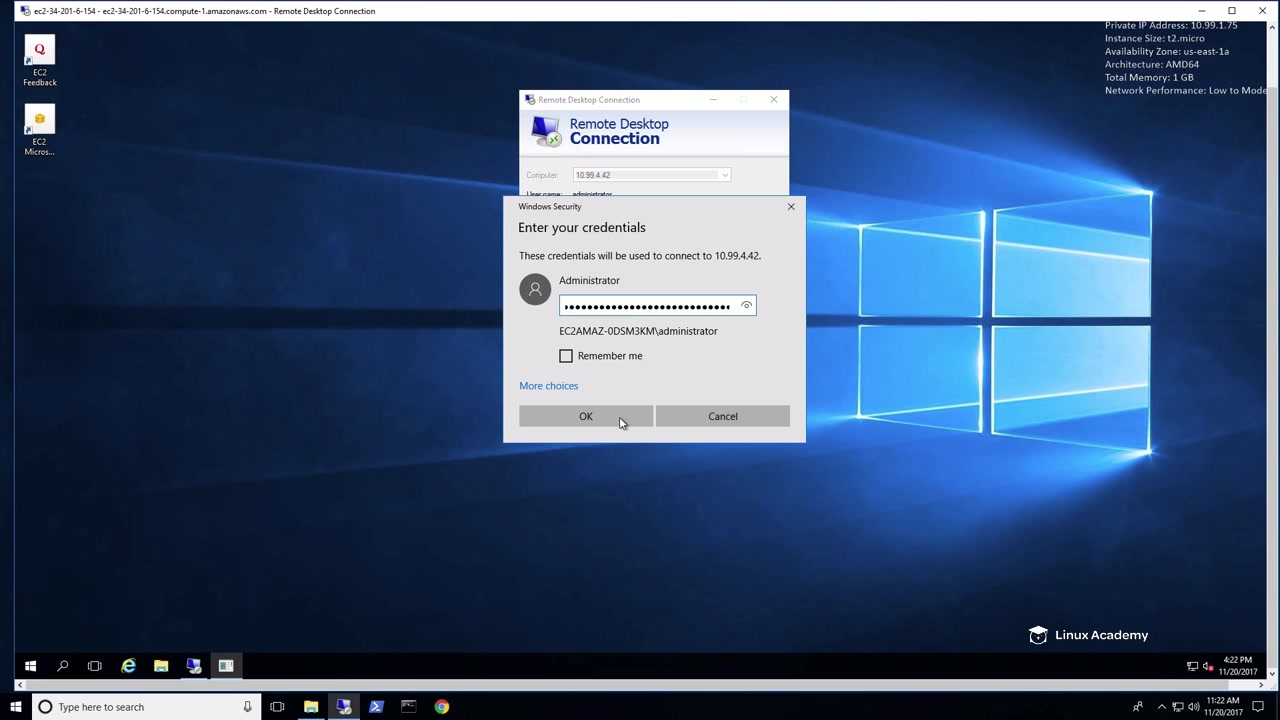 ec2-34-201-6-154 - ec2-34-201-6-154.compute-1.amazonaws.com - Remote Desktop Connection
Private IP Address: 10.99.1.75
Instance Size: t2.micro
Availability Zone: us-east-1a
Architecture: AMD64
Total Memory: 1 GB
Network Performance: Low to Mode
EC2
Feedback
EC2
Micros...
Remote Desktop Connection
Remote Desktop
Connection
Computer: 10.99.4.42
User name: administrator
Windows Security
Enter your credentials
These credentials will be used to connect to 10.99.4.42.
Administrator
EC2AMAZ-0DSM3KM\administrator
Remember me
More choices
OK Cancel
Linux Academy
4:22 PM
11/20/2017
Type here to search
11:22 AM
11/20/2017